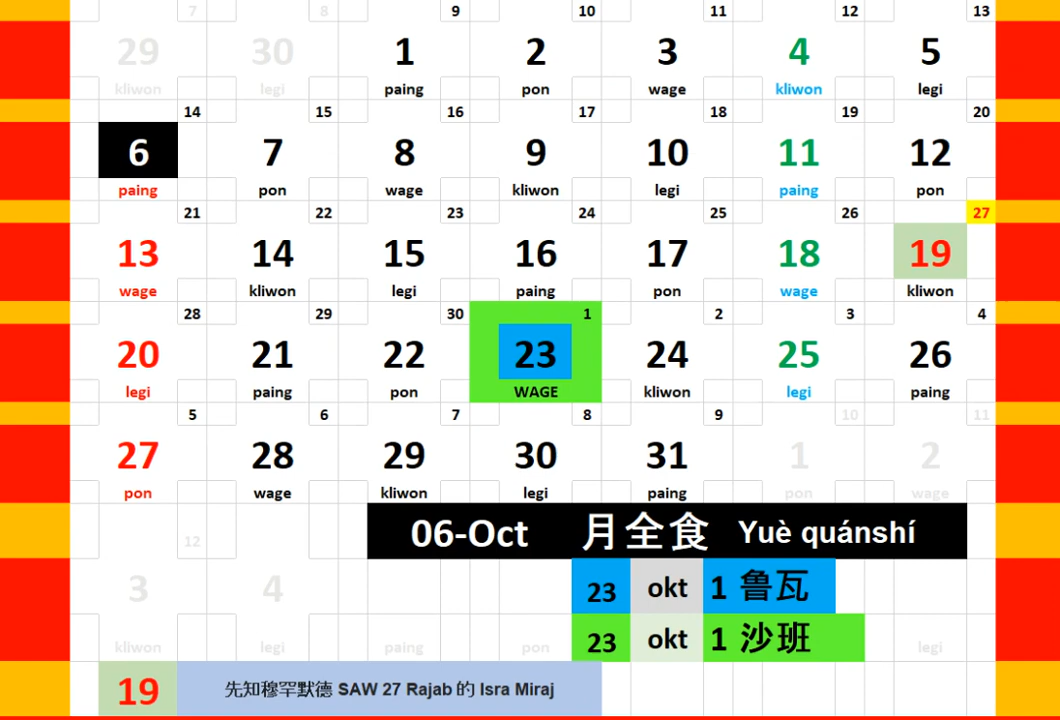 7 8 9 10 11 12 13
29 30 1 2 3 4 5
kliwon legi paing pon wage kliwon legi
14 15 16 17 18 19 20
6 7 8 9 10 11 12
paing pon wage kliwon legi paing pon
21 22 23 24 25 26 27
13 14 15 16 17 18 19
wage kliwon legi paing pon wage kliwon
28 29 30 1 2 3 4
20 21 22 23 24 25 26
legi paing pon WAGE kliwon legi paing
5 6 7 8 9 10 11
27 28 29 30 31 1 2
pon wage kliwon legi paing pon wage
06-Oct 月全食 Yuè quánshí
12
3 4 23 okt 1 鲁瓦
kliwon legi paing pon 23 okt 1 沙班 legi
19 先知穆罕默德 SAW 27 Rajab 的 Isra Miraj